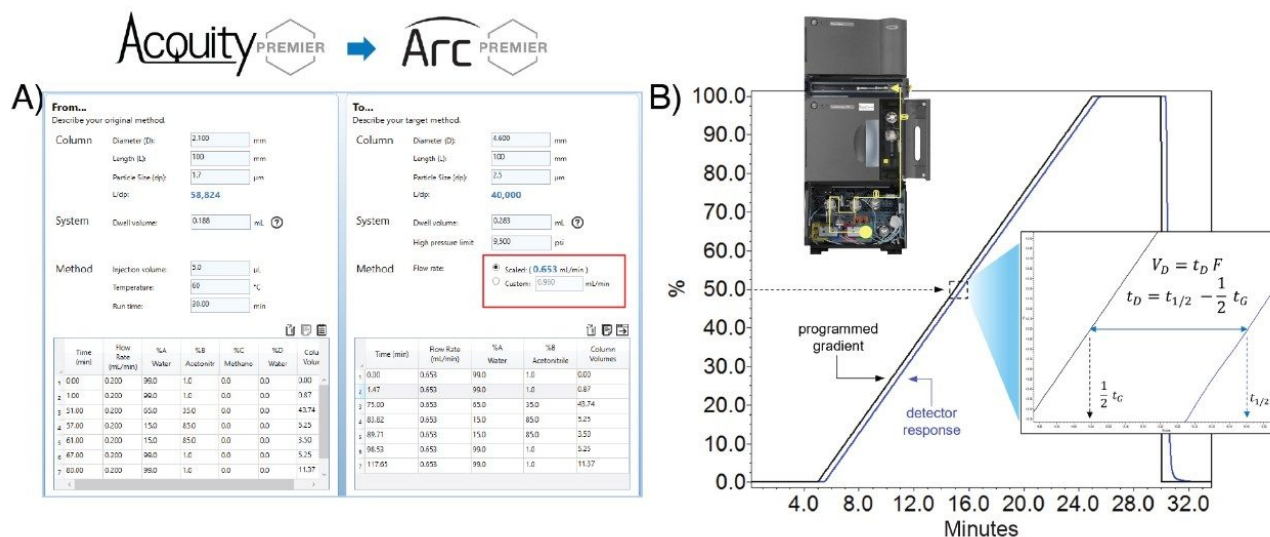 Acquity PREMIER Arc PREMIER
A)
From...
Describe your original method.
Column Diameter (D): 2.100 mm
Length (L): 100 mm
Particle Size (dp): 1.7 µm
L/dp: 58,824
System Dwell volume: 0.188 mL ?
Method Injection volume: 5.0 µL
Temperature: 60 °C
Run time: 80.00 min
Time (min) Flow Rate (mL/min) %A Water %B Acetonitr %C Methane %D Water Colu Volur
1 0.00 0.200 99.0 1.0 0.0 0.0 0.00
2 1.00 0.200 99.0 1.0 0.0 0.0 0.87
3 51.00 0.200 65.0 35.0 0.0 0.0 43.74
4 57.00 0.200 15.0 85.0 0.0 0.0 5.25
5 61.00 0.200 15.0 85.0 0.0 0.0 3.50
6 67.00 0.200 99.0 1.0 0.0 0.0 5.25
7 80.00 0.200 99.0 1.0 0.0 0.0 11.37
To...
Describe your target method.
Column Diameter (D): 4.600 mm
Length (L): 100 mm
Particle Size (dp): 2.5 µm
L/dp: 40,000
System Dwell volume: 0.283 mL ?
High pressure limit 9,500 psi
Method Flow rate: Scaled: ( 0.653 mL/min )
Custom: 0.960 mL/min
Time (min) Flow Rate (mL/min) %A Water %B Acetonitrile Column Volumes
1 0.00 0.653 99.0 1.0 0.00
2 1.47 0.653 99.0 1.0 0.87
3 75.00 0.653 65.0 35.0 43.74
4 83.82 0.653 15.0 85.0 5.25
5 89.71 0.653 15.0 85.0 3.50
6 98.53 0.653 99.0 1.0 5.25
7 117.65 0.653 99.0 1.0 11.37
B)
100.0
90.0
80.0
70.0
60.0
50.0
40.0
30.0
20.0
10.0
0.0
%
programmed
gradient
detector
response
V_D = t_D F
t_D = t_{1/2} − 1/2 t_G
1/2 t_G
t_{1/2}
4.0 8.0 12.0 16.0 20.0 24.0 28.0 32.0
Minutes